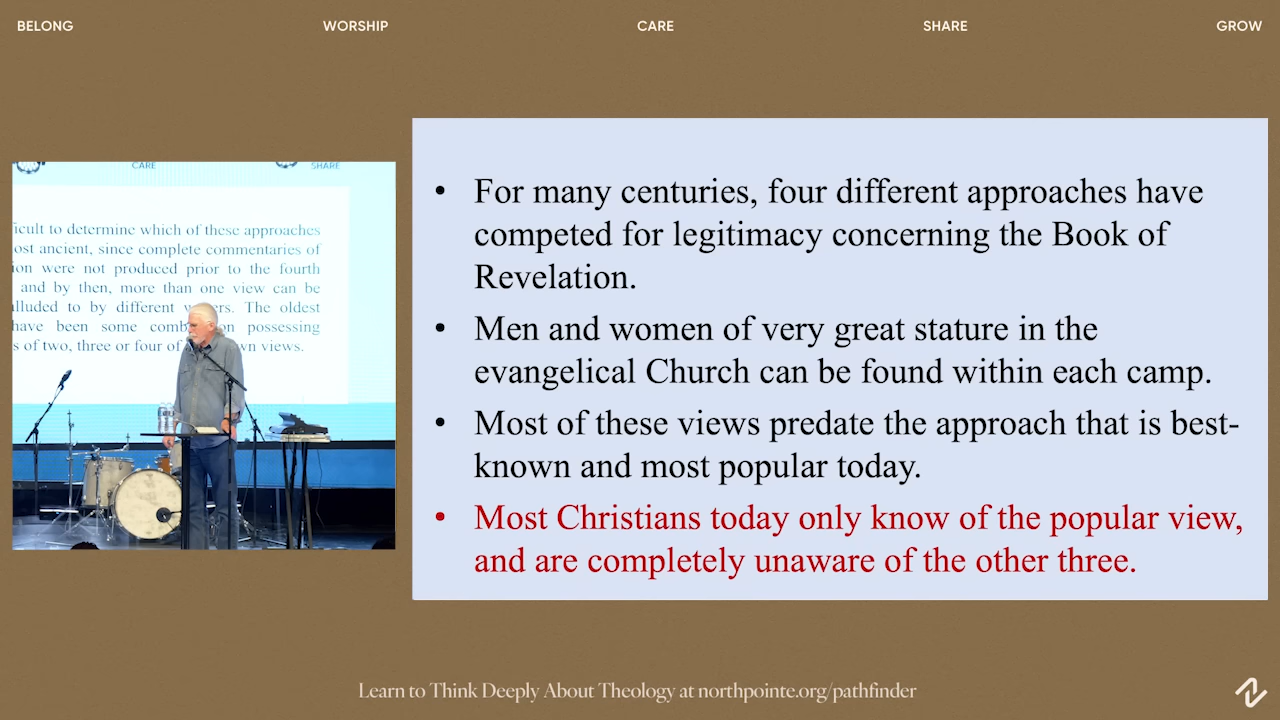 BELONG WORSHIP CARE SHARE GROW
CARE SHARE
to determine which of these approaches
ancient, since complete commentaries of
were not produced prior to the fourth
and by then, more than one view can be
to by different The oldest
have been some possessing
s of two, three or four of views.
• For many centuries, four different approaches have
competed for legitimacy concerning the Book of
Revelation.
• Men and women of very great stature in the
evangelical Church can be found within each camp.
• Most of these views predate the approach that is best-
known and most popular today.
• Most Christians today only know of the popular view,
and are completely unaware of the other three.
Learn to Think Deeply About Theology at northpointe.org/pathfinder